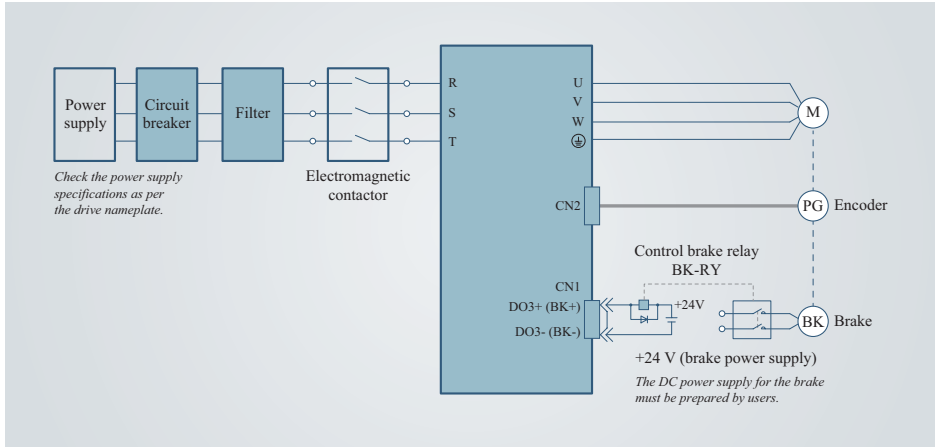 Power
supply
Circuit
breaker
Filter
Check the power supply
specifications as per
the drive nameplate.
Electromagnetic
contactor
R
S
T
U
V
W
M
CN2
PG
Encoder
Control brake relay
BK-RY
CN1
DO3+ (BK+)
DO3- (BK-)
+24V
BK
Brake
+24 V (brake power supply)
The DC power supply for the brake
must be prepared by users.